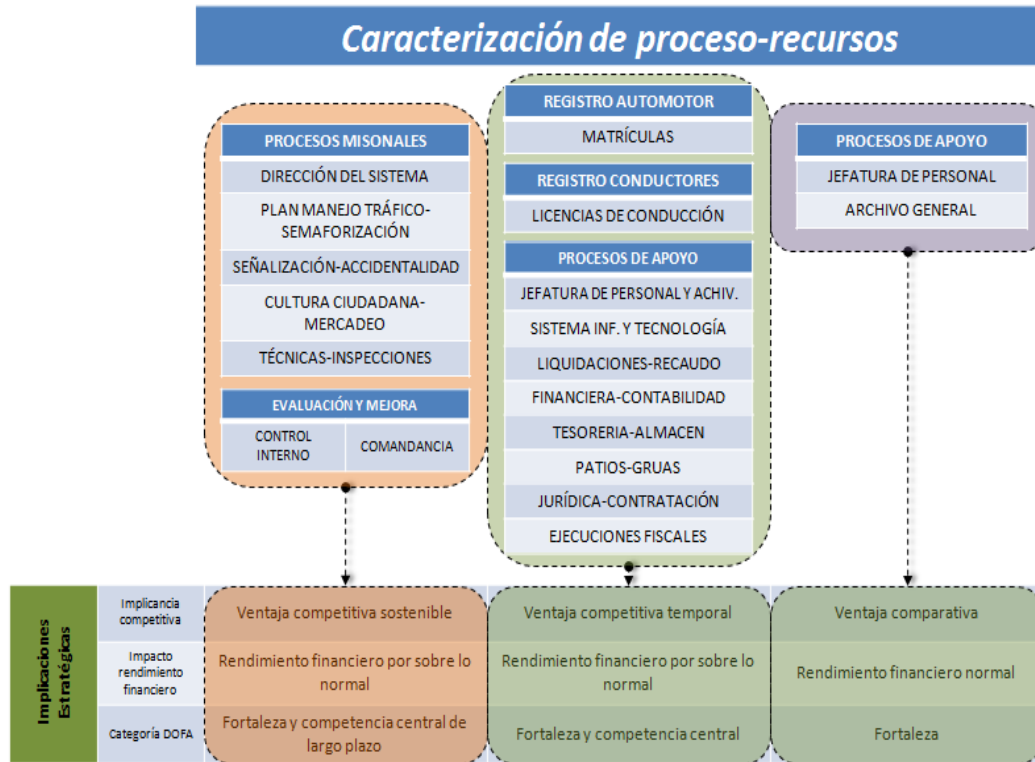 Caracterización de proceso-recursos
PROCESOS MISONALES
DIRECCIÓN DEL SISTEMA
PLAN MANEJO TRÁFICO-
SEMAFORIZACIÓN
SEÑALIZACIÓN-ACCIDENTALIDAD
CULTURA CIUDADANA-
MERCADEO
TÉCNICAS-INSPECCIONES
EVALUACIÓN Y MEJORA
CONTROL
INTERNO
COMANDANCIA
REGISTRO AUTOMOTOR
MATRÍCULAS
REGISTRO CONDUCTORES
LICENCIAS DE CONDUCCIÓN
PROCESOS DE APOYO
JEFATURA DE PERSONAL Y ACHIV.
SISTEMA INF. Y TECNOLOGÍA
LIQUIDACIONES-RECAUDO
FINANCIERA-CONTABILIDAD
TESORERIA-ALMACEN
PATIOS-GRUAS
JURÍDICA-CONTRATACIÓN
EJECUCIONES FISCALES
PROCESOS DE APOYO
JEFATURA DE PERSONAL
ARCHIVO GENERAL
Implicaciones
Estratégicas
Implicancia
competitiva
Ventaja competitiva sostenible
Ventaja competitiva temporal
Ventaja comparativa
Impacto
rendimiento
financiero
Rendimiento financiero por sobre lo
normal
Rendimiento financiero por sobre lo
normal
Rendimiento financiero normal
Categoría DOFA
Fortaleza y competencia central de
largo plazo
Fortaleza y competencia central
Fortaleza